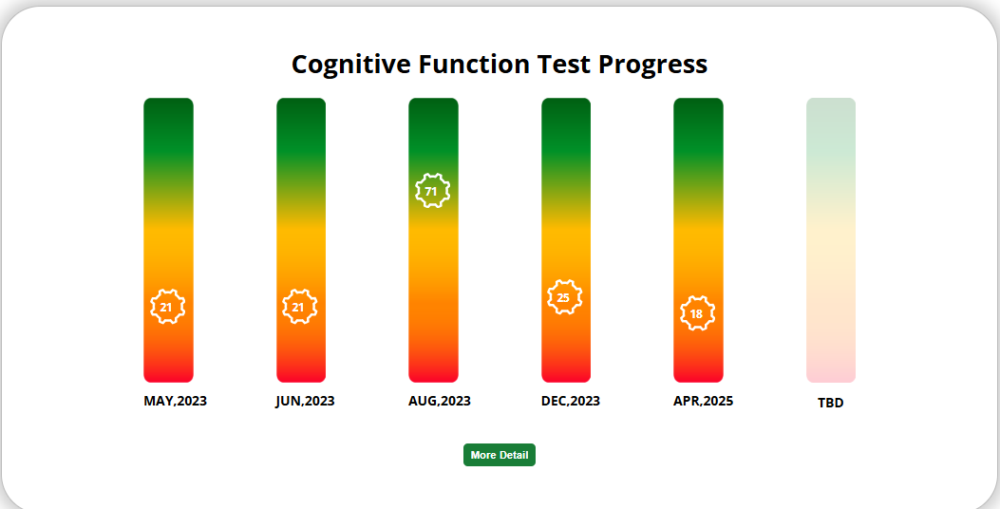 Cognitive Function Test Progress
71
25
21
21
18
MAY,2023
JUN,2023
AUG,2023
DEC,2023
APR,2025
TBD
More Detail